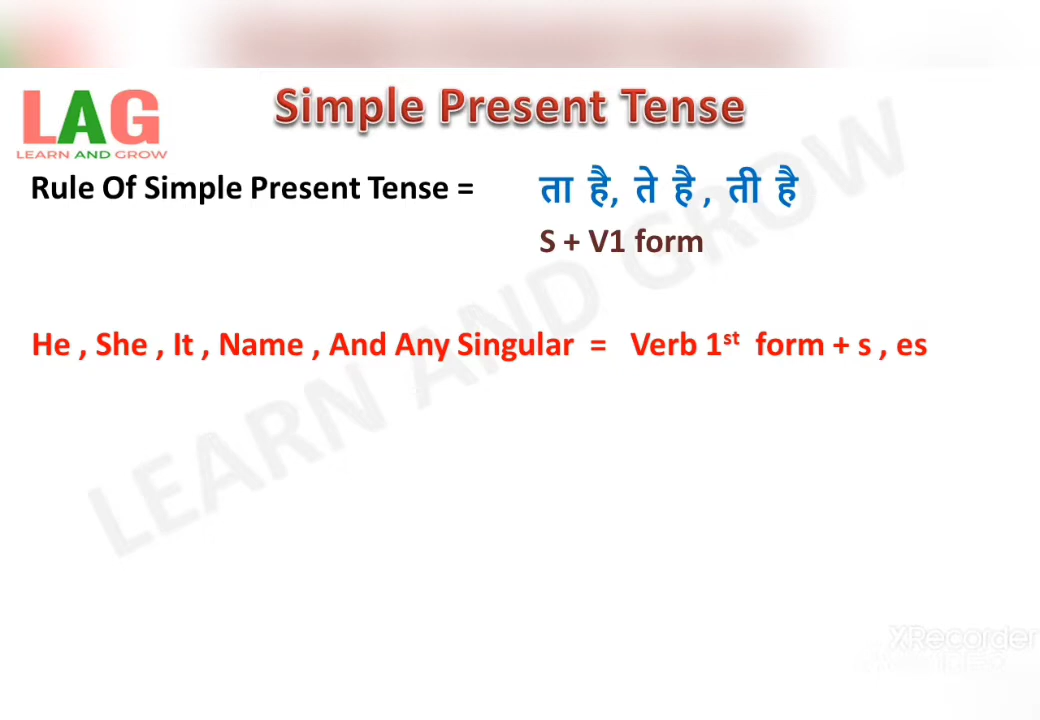 LAG
LEARN AND GROW
Simple Present Tense
Rule Of Simple Present Tense = ता है, ते है , ती है
S + V1 form
He , She , It , Name , And Any Singular = Verb 1st form + s , es
LEARN AND GROW
XRecorder